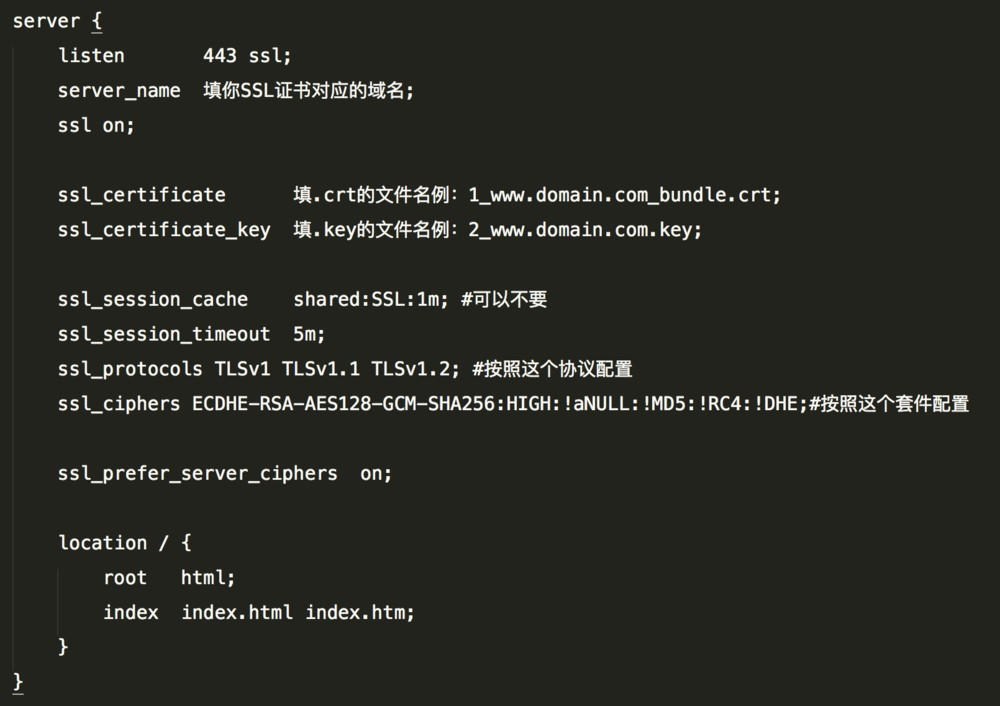 server {
listen 443 ssl;
server_name 填你SSL证书对应的域名;
ssl on;
ssl_certificate 填.crt的文件名例：1_www.domain.com_bundle.crt;
ssl_certificate_key 填.key的文件名例：2_www.domain.com.key;
ssl_session_cache shared:SSL:1m; #可以不要
ssl_session_timeout 5m;
ssl_protocols TLSv1 TLSv1.1 TLSv1.2; #按照这个协议配置
ssl_ciphers ECDHE-RSA-AES128-GCM-SHA256:HIGH:!aNULL:!MD5:!RC4:!DHE;#按照这个套件配置
ssl_prefer_server_ciphers on;
location / {
root html;
index index.html index.htm;
}
}